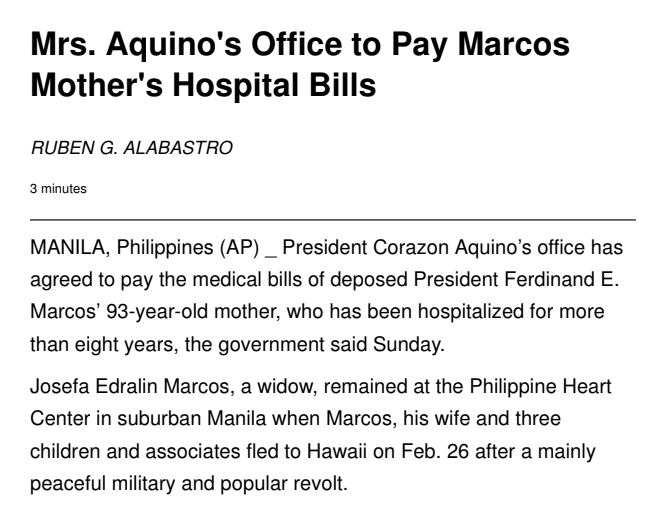 Mrs. Aquino's Office to Pay Marcos
Mother's Hospital Bills
RUBEN G. ALABASTRO
3 minutes
MANILA, Philippines (AP) _ President Corazon Aquino’s office has
agreed to pay the medical bills of deposed President Ferdinand E.
Marcos’ 93-year-old mother, who has been hospitalized for more
than eight years, the government said Sunday.
Josefa Edralin Marcos, a widow, remained at the Philippine Heart
Center in suburban Manila when Marcos, his wife and three
children and associates fled to Hawaii on Feb. 26 after a mainly
peaceful military and popular revolt.